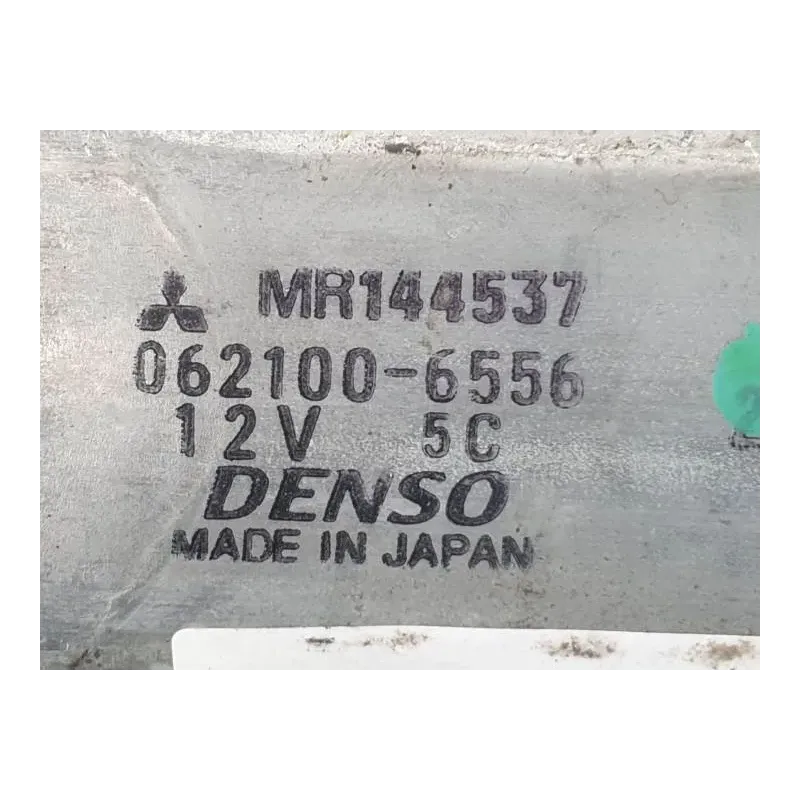 MR144537
062100-6556
12V 5C
DENSO
MADE IN JAPAN